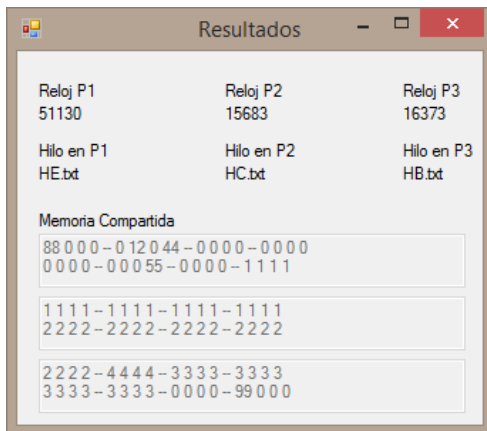 Resultados
Reloj P1 Reloj P2 Reloj P3
51130 15683 16373
Hilo en P1 Hilo en P2 Hilo en P3
HE.txt HC.txt HB.txt
Memoria Compartida
88 0 0 0 -- 0 12 0 44 -- 0 0 0 0 -- 0 0 0 0
0 0 0 0 -- 0 0 0 55 -- 0 0 0 0 -- 1 1 1 1
1 1 1 1 -- 1 1 1 1 -- 1 1 1 1 -- 1 1 1 1
2 2 2 2 -- 2 2 2 2 -- 2 2 2 2 -- 2 2 2 2
2 2 2 2 -- 4 4 4 4 -- 3 3 3 3 -- 3 3 3 3
3 3 3 3 -- 3 3 3 3 -- 0 0 0 0 -- 99 0 0 0